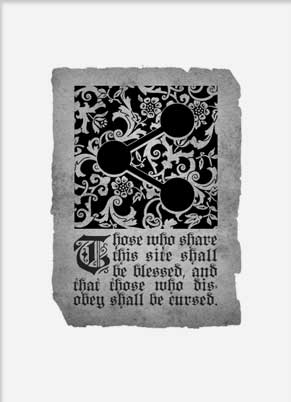 Those who share
this site shall
be blessed, and
that those who dis-
obey shall be cursed.